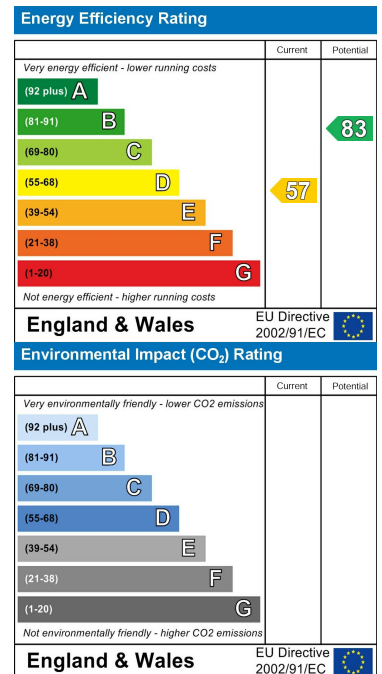 Energy Efficiency Rating
Current Potential
Very energy efficient - lower running costs
(92 plus) A
(81-91) B
83
(69-80) C
(55-68) D
57
(39-54) E
(21-38) F
(1-20) G
Not energy efficient - higher running costs
England & Wales
EU Directive
2002/91/EC
Environmental Impact (CO₂) Rating
Current Potential
Very environmentally friendly - lower CO2 emissions
(92 plus) A
(81-91) B
(69-80) C
(55-68) D
(39-54) E
(21-38) F
(1-20) G
Not environmentally friendly - higher CO2 emissions
England & Wales
EU Directive
2002/91/EC